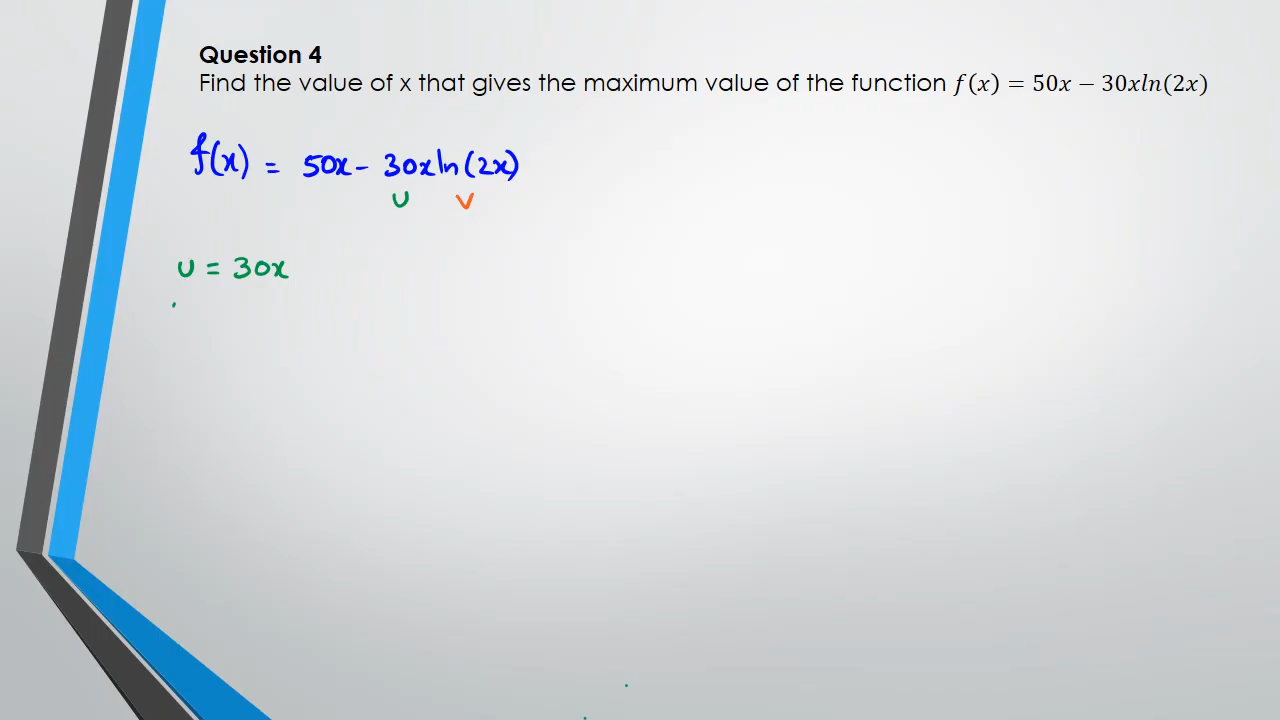 Question 4
Find the value of x that gives the maximum value of the function f(x) = 50x − 30xln(2x)
f(x) = 50x − 30xln(2x)
u v
u = 30x